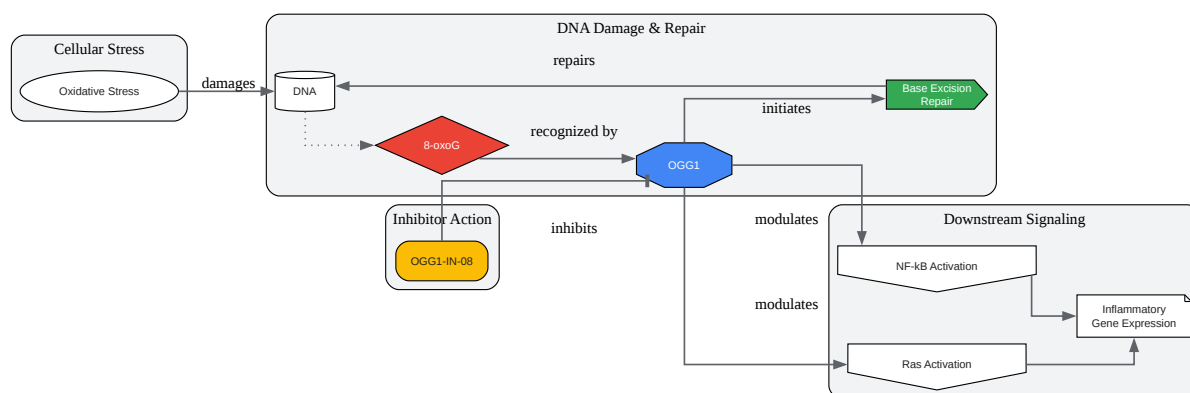 DNA Damage & Repair
Cellular Stress
repairs
damages
Oxidative Stress
DNA
Base Excision
Repair
initiates
recognized by
8-oxoG
OGG1
Inhibitor Action
inhibits
modulates
Downstream Signaling
OGG1-IN-08
NF-kB Activation
modulates
Inflammatory
Gene Expression
Ras Activation